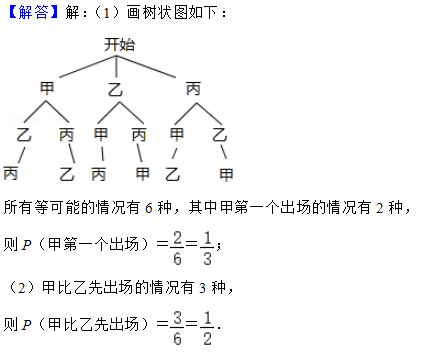 【解答】解：（1）画树状图如下：
开始
甲 乙 丙
乙 丙 甲 丙 甲 乙
丙 乙 丙 甲 乙 甲
所有等可能的情况有 6 种，其中甲第一个出场的情况有 2 种，
则 P（甲第一个出场）＝2/6＝1/3；
（2）甲比乙先出场的情况有 3 种，
则 P（甲比乙先出场）＝3/6＝1/2．